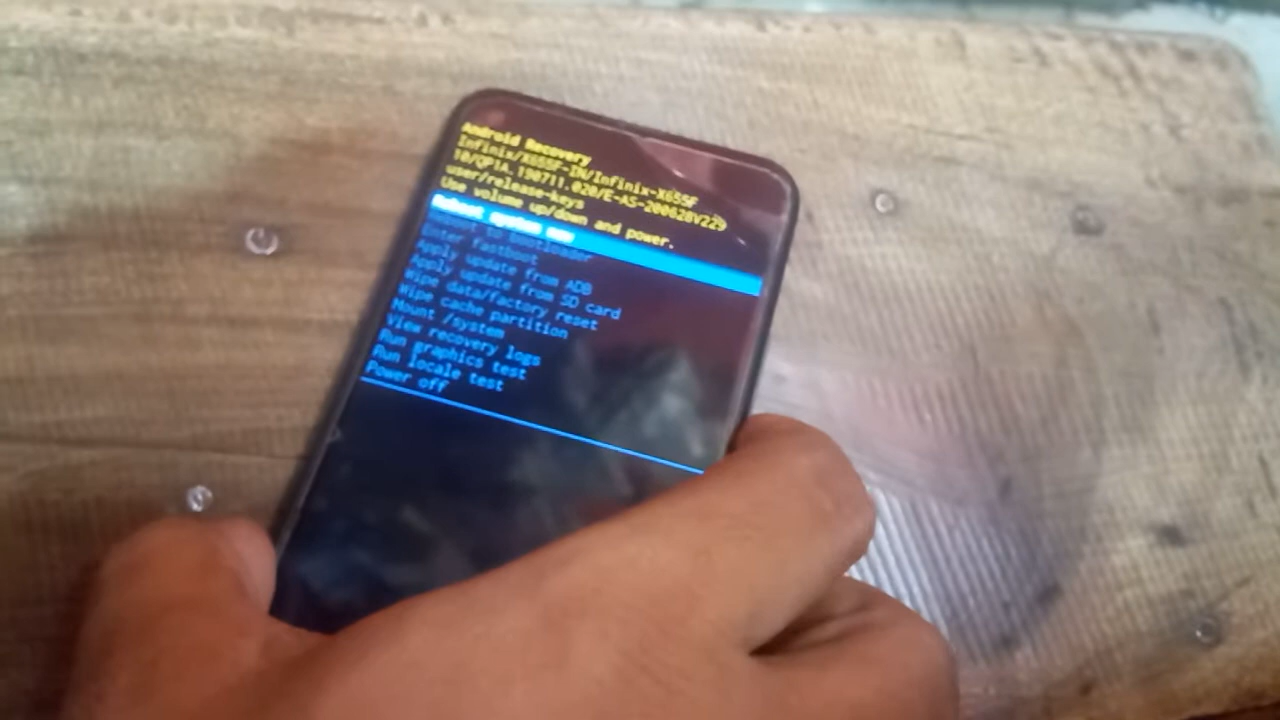 Android Recovery
Infinix/X655F-IN/Infinix-X655F
10/QP1A.190711.020/E-AS-200628V229
user/release-keys
Use volume up/down and power.
Reboot system now
Reboot to bootloader
Enter fastboot
Apply update from ADB
Apply update from SD card
Wipe data/factory reset
Wipe cache partition
Mount /system
View recovery logs
Run graphics test
Run locale test
Power off